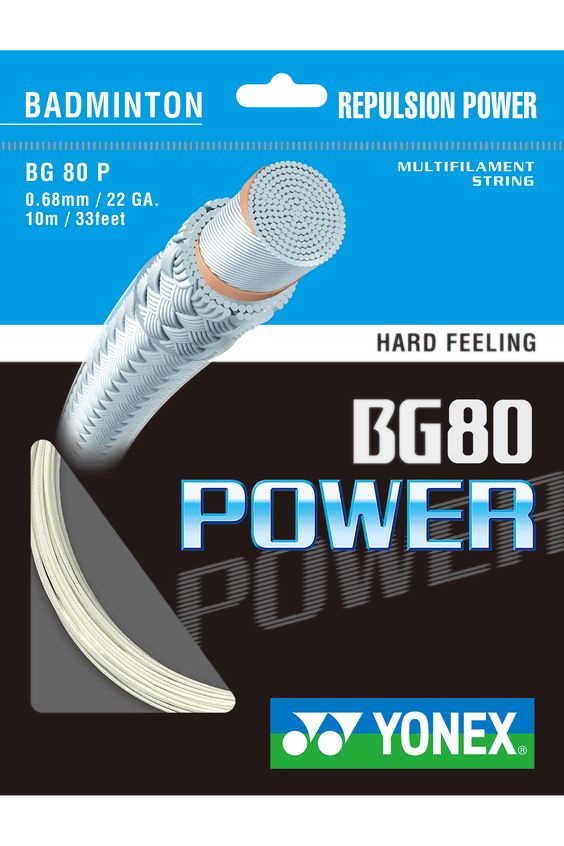 BADMINTON
REPULSION POWER
BG 80 P
0.68mm / 22 GA.
10m / 33feet
MULTIFILAMENT
STRING
HARD FEELING
BG80
POWER
POWER
YONEX®